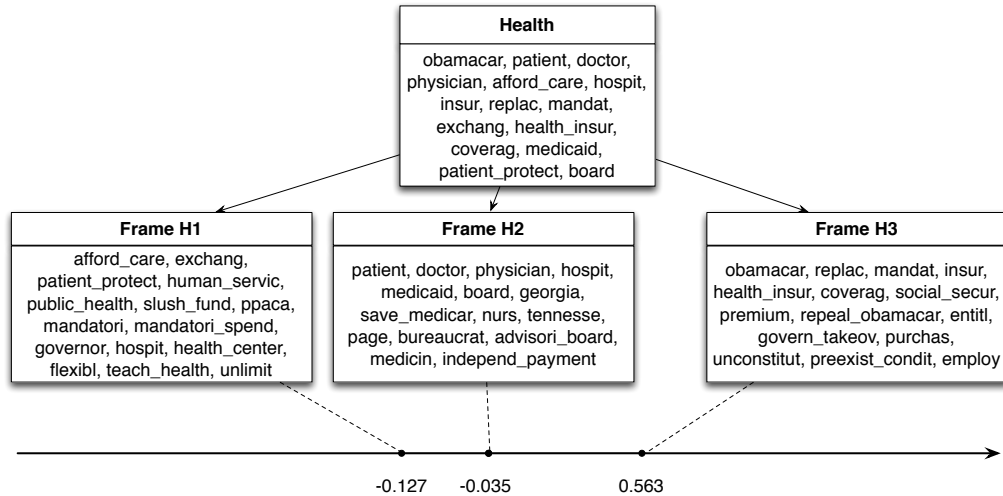 Health
obamacar, patient, doctor,
physician, afford_care, hospit,
insur, replac, mandat,
exchang, health_insur,
coverag, medicaid,
patient_protect, board
Frame H1
afford_care, exchang,
patient_protect, human_servic,
public_health, slush_fund, ppaca,
mandatori, mandatori_spend,
governor, hospit, health_center,
flexibl, teach_health, unlimit
Frame H2
patient, doctor, physician, hospit,
medicaid, board, georgia,
save_medicar, nurs, tennesse,
page, bureaucrat, advisori_board,
medicin, independ_payment
Frame H3
obamacar, replac, mandat, insur,
health_insur, coverag, social_secur,
premium, repeal_obamacar, entitl,
govern_takeov, purchas,
unconstitut, preexist_condit, employ
-0.127 -0.035 0.563